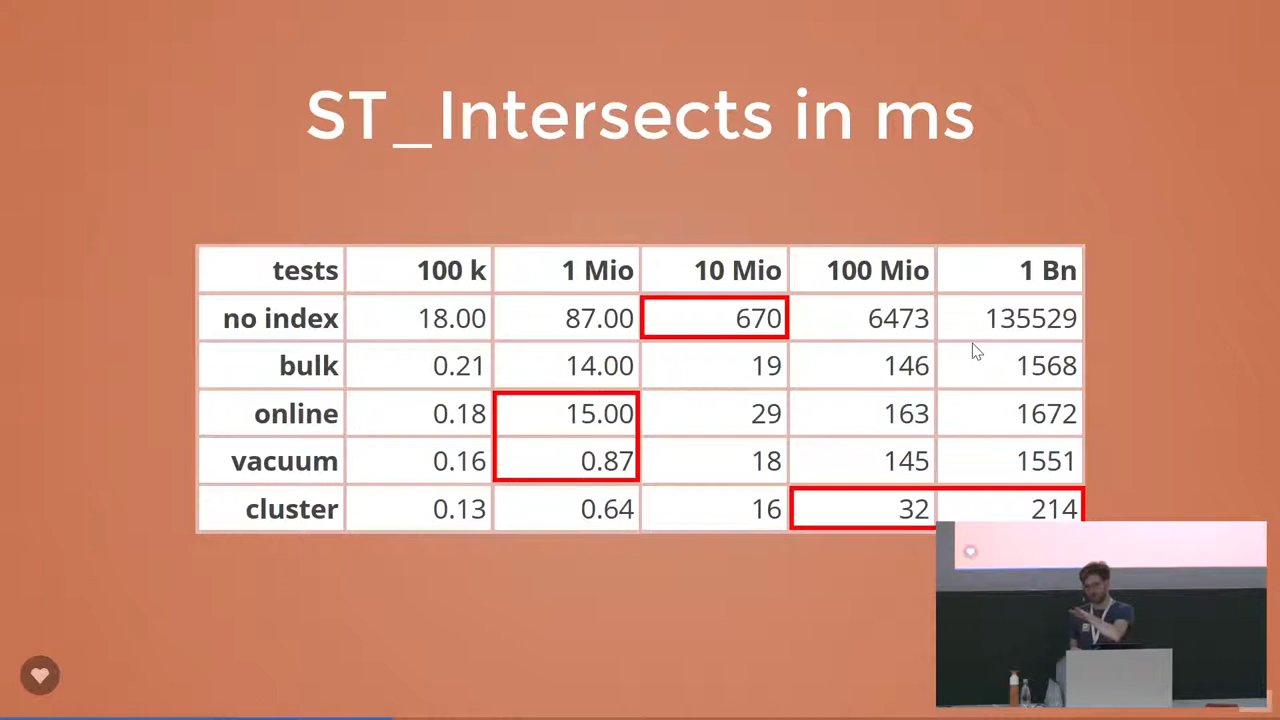 ST_Intersects in ms
tests 100 k 1 Mio 10 Mio 100 Mio 1 Bn
no index 18.00 87.00 670 6473 135529
bulk 0.21 14.00 19 146 1568
online 0.18 15.00 29 163 1672
vacuum 0.16 0.87 18 145 1551
cluster 0.13 0.64 16 32 214